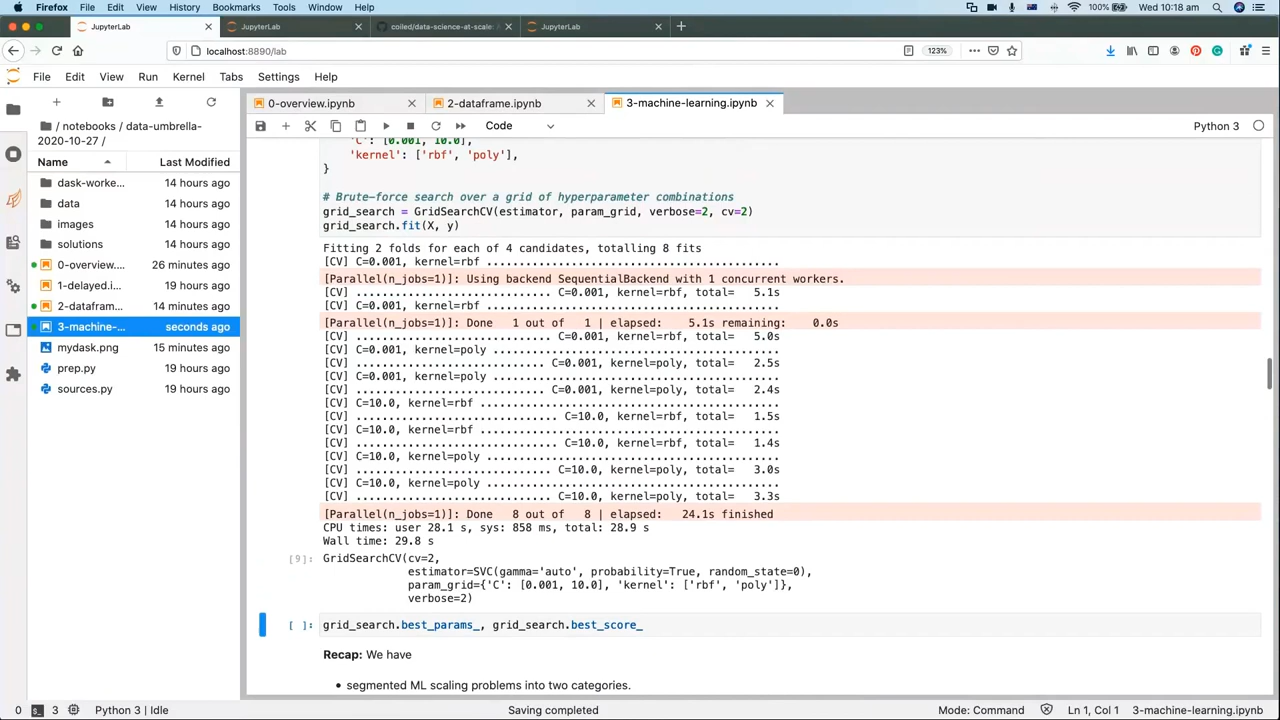 Firefox File Edit View History Bookmarks Tools Window Help 100% Wed 10:18 am
JupyterLab JupyterLab coiled/data-science-at-scale: JupyterLab
localhost:8890/lab 123%
File Edit View Run Kernel Tabs Settings Help
0-overview.ipynb 2-dataframe.ipynb 3-machine-learning.ipynb
Code Python 3
/ notebooks / data-umbrella-
2020-10-27 /
Name Last Modified
dask-worke... 14 hours ago
data 14 hours ago
images 14 hours ago
solutions 14 hours ago
0-overview.... 26 minutes ago
1-delayed.i... 19 hours ago
2-datafram... 14 minutes ago
3-machine-... seconds ago
mydask.png 15 minutes ago
prep.py 19 hours ago
sources.py 19 hours ago
'C': [0.001, 10.0],
'kernel': ['rbf', 'poly'],
}
# Brute-force search over a grid of hyperparameter combinations
grid_search = GridSearchCV(estimator, param_grid, verbose=2, cv=2)
grid_search.fit(X, y)
Fitting 2 folds for each of 4 candidates, totalling 8 fits
[CV] C=0.001, kernel=rbf ............................................
[Parallel(n_jobs=1)]: Using backend SequentialBackend with 1 concurrent workers.
[CV] ............................. C=0.001, kernel=rbf, total=   5.1s
[CV] C=0.001, kernel=rbf ............................................
[Parallel(n_jobs=1)]: Done   1 out of   1 | elapsed:    5.1s remaining:    0.0s
[CV] ............................. C=0.001, kernel=rbf, total=   5.0s
[CV] C=0.001, kernel=poly ...........................................
[CV] ............................ C=0.001, kernel=poly, total=   2.5s
[CV] C=0.001, kernel=poly ...........................................
[CV] ............................ C=0.001, kernel=poly, total=   2.4s
[CV] C=10.0, kernel=rbf .............................................
[CV] .............................. C=10.0, kernel=rbf, total=   1.5s
[CV] C=10.0, kernel=rbf .............................................
[CV] .............................. C=10.0, kernel=rbf, total=   1.4s
[CV] C=10.0, kernel=poly ............................................
[CV] ............................. C=10.0, kernel=poly, total=   3.0s
[CV] C=10.0, kernel=poly ............................................
[CV] ............................. C=10.0, kernel=poly, total=   3.3s
[Parallel(n_jobs=1)]: Done   8 out of   8 | elapsed:   24.1s finished
CPU times: user 28.1 s, sys: 858 ms, total: 28.9 s
Wall time: 29.8 s
[9]: GridSearchCV(cv=2,
estimator=SVC(gamma='auto', probability=True, random_state=0),
param_grid={'C': [0.001, 10.0], 'kernel': ['rbf', 'poly']},
verbose=2)
[ ]: grid_search.best_params_, grid_search.best_score_
Recap: We have
• segmented ML scaling problems into two categories.
0 3 Python 3 | Idle Saving completed Mode: Command Ln 1, Col 1 3-machine-learning.ipynb